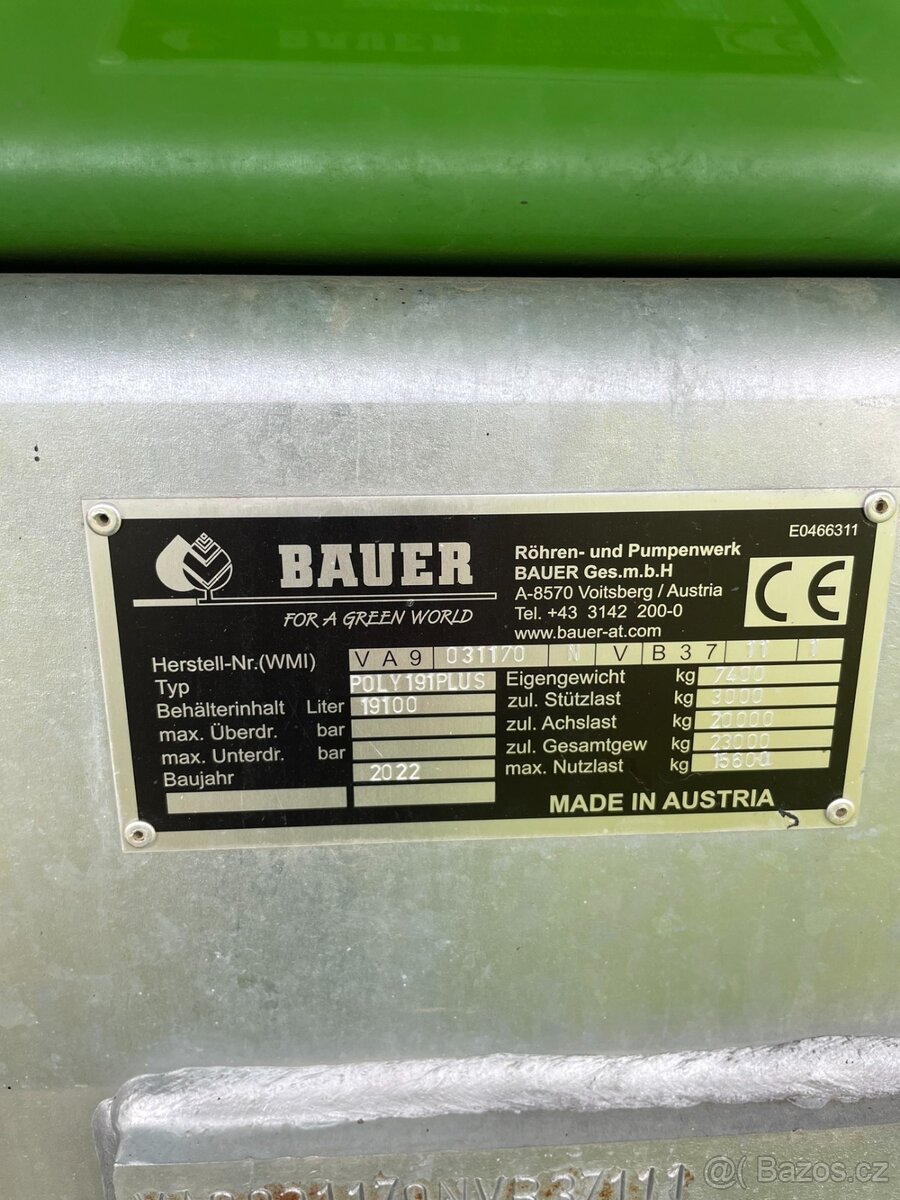 E0466311
BAUER
FOR A GREEN WORLD
Röhren- und Pumpenwerk
BAUER Ges.m.b.H
A-8570 Voitsberg / Austria
Tel. +43 3142 200-0
www.bauer-at.com
CE
Herstell-Nr.(WMI) VA9 031170 N V B37 11 1
Typ POLY191PLUS
Behälterinhalt Liter 19100
max. Überdr. bar
max. Unterdr. bar
Baujahr 2022
Eigengewicht kg 7400
zul. Stützlast kg 3000
zul. Achslast kg 20000
zul. Gesamtgew kg 23000
max. Nutzlast kg 15600
MADE IN AUSTRIA
@( Bazos.cz